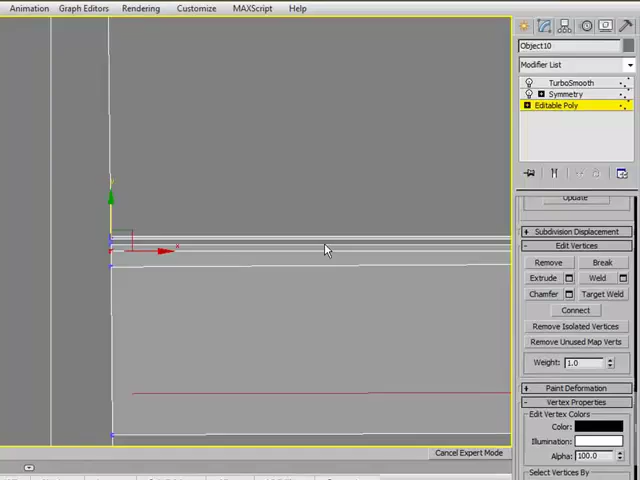 Animation Graph Editors Rendering Customize MAXScript Help
Object10
Modifier List
TurboSmooth
Symmetry
Editable Poly
y
x
Update
+ Subdivision Displacement
- Edit Vertices
Remove Break
Extrude Weld
Chamfer Target Weld
Connect
Remove Isolated Vertices
Remove Unused Map Verts
Weight: 1.0
+ Paint Deformation
- Vertex Properties
Edit Vertex Colors
Color:
Illumination:
Alpha: 100.0
Select Vertices By
Cancel Expert Mode